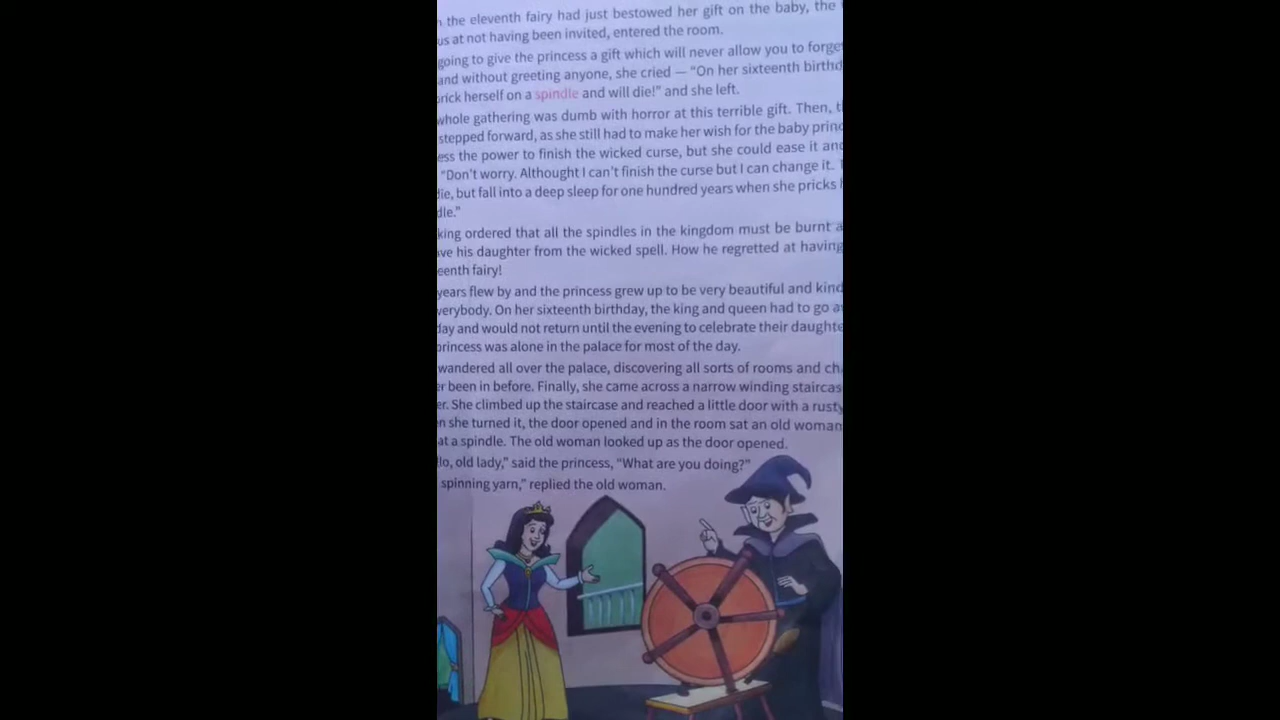 the eleventh fairy had just bestowed her gift on the baby, the
us at not having been invited, entered the room.
going to give the princess a gift which will never allow you to forge
and without greeting anyone, she cried — “On her sixteenth birthd
prick herself on a spindle and will die!” and she left.
whole gathering was dumb with horror at this terrible gift. Then, t
stepped forward, as she still had to make her wish for the baby princ
ess the power to finish the wicked curse, but she could ease it and
“Don't worry. Althought I can't finish the curse but I can change it.
die, but fall into a deep sleep for one hundred years when she pricks h
dle.”
king ordered that all the spindles in the kingdom must be burnt a
ve his daughter from the wicked spell. How he regretted at having
eenth fairy!
years flew by and the princess grew up to be very beautiful and kind
verybody. On her sixteenth birthday, the king and queen had to go a
day and would not return until the evening to celebrate their daughte
princess was alone in the palace for most of the day.
wandered all over the palace, discovering all sorts of rooms and ch
er been in before. Finally, she came across a narrow winding staircas
er. She climbed up the staircase and reached a little door with a rusty
n she turned it, the door opened and in the room sat an old woman
at a spindle. The old woman looked up as the door opened.
lo, old lady,” said the princess, “What are you doing?”
spinning yarn,” replied the old woman.